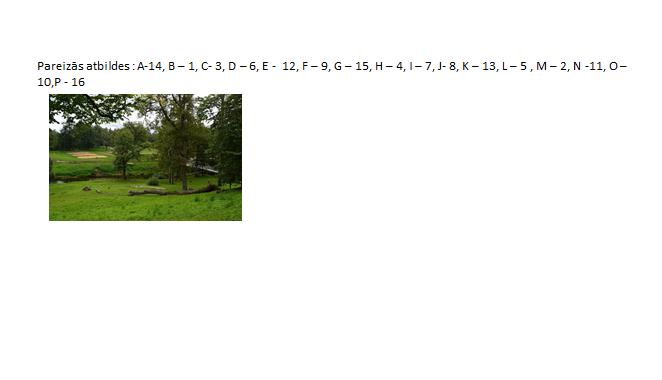 Pareizās atbildes : A-14, B – 1, C- 3, D – 6, E -  12, F – 9, G – 15, H – 4, I – 7, J- 8, K – 13, L – 5 , M – 2, N -11, O –
10,P - 16